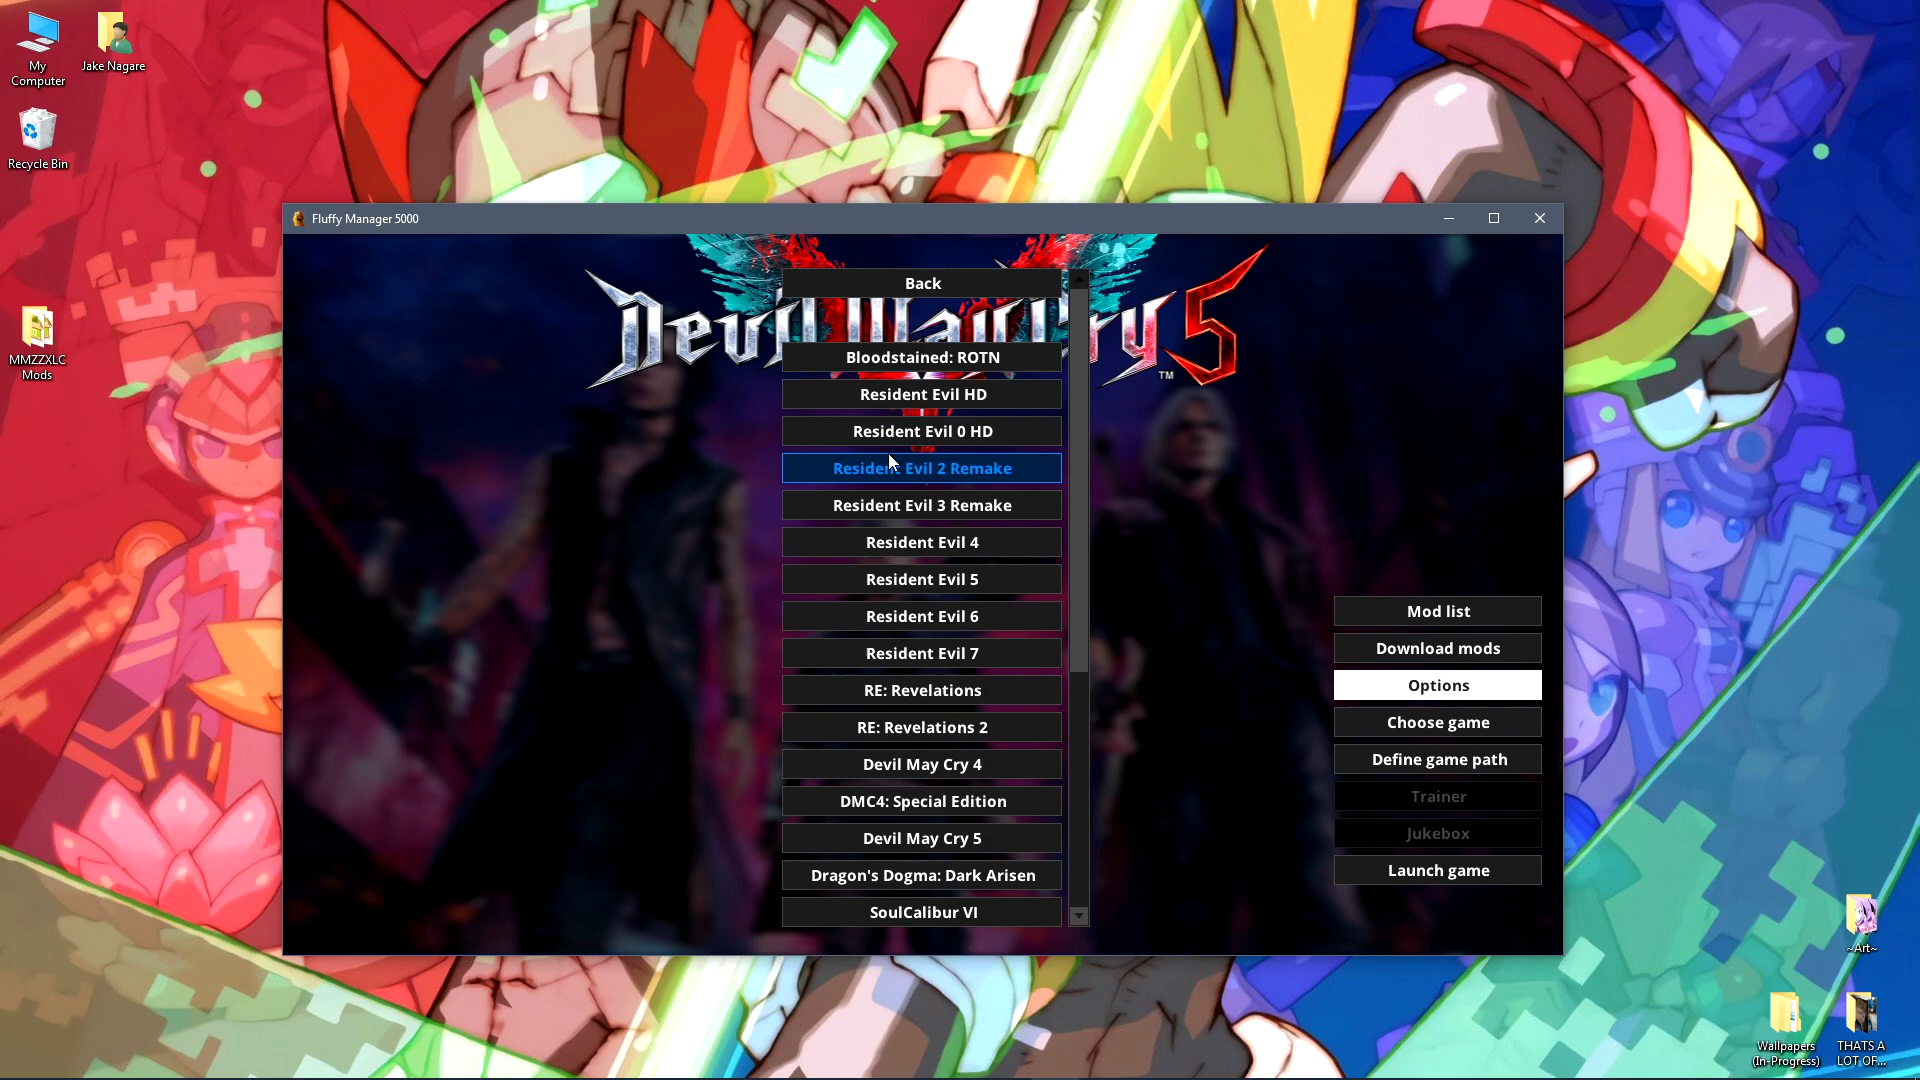 My
Computer
Jake Nagare
Recycle Bin
MMZZXLC
Mods
Fluffy Manager 5000
Devil May Cry 5
TM
Back
Bloodstained: ROTN
Resident Evil HD
Resident Evil 0 HD
Resident Evil 2 Remake
Resident Evil 3 Remake
Resident Evil 4
Resident Evil 5
Resident Evil 6
Resident Evil 7
RE: Revelations
RE: Revelations 2
Devil May Cry 4
DMC4: Special Edition
Devil May Cry 5
Dragon's Dogma: Dark Arisen
SoulCalibur VI
Mod list
Download mods
Options
Choose game
Define game path
Trainer
Jukebox
Launch game
~Art~
Wallpapers
(In-Progress)
THATS A
LOT OF...